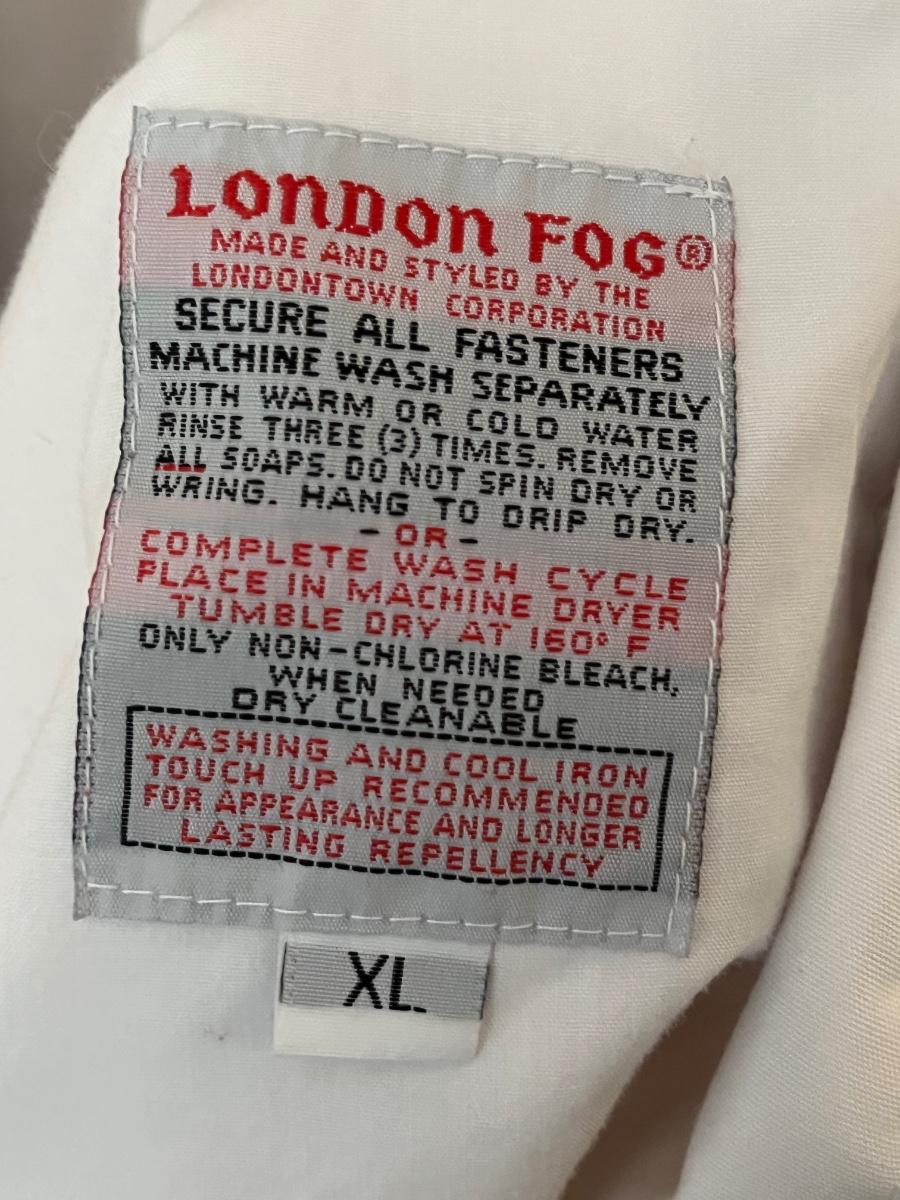 LONDON FOG®
MADE AND STYLED BY THE
LONDONTOWN CORPORATION
SECURE ALL FASTENERS
MACHINE WASH SEPARATELY
WITH WARM OR COLD WATER
RINSE THREE (3) TIMES. REMOVE
ALL SOAPS. DO NOT SPIN DRY OR
WRING. HANG TO DRIP DRY.
- OR -
COMPLETE WASH CYCLE
PLACE IN MACHINE DRYER
TUMBLE DRY AT 160° F
ONLY NON-CHLORINE BLEACH,
WHEN NEEDED
DRY CLEANABLE
WASHING AND COOL IRON
TOUCH UP RECOMMENDED
FOR APPEARANCE AND LONGER
LASTING REPELLENCY
XL